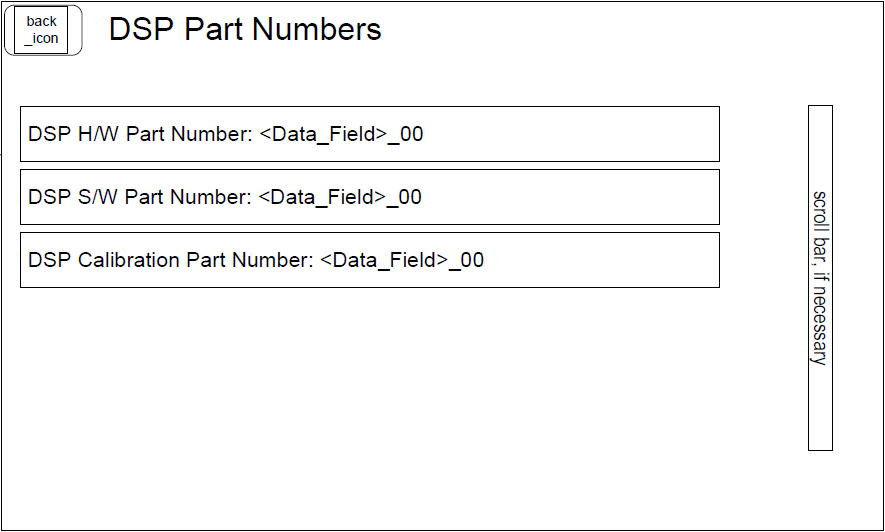 back
_icon
DSP Part Numbers
DSP H/W Part Number: <Data_Field>_00
DSP S/W Part Number: <Data_Field>_00
DSP Calibration Part Number: <Data_Field>_00
scroll bar, if necessary